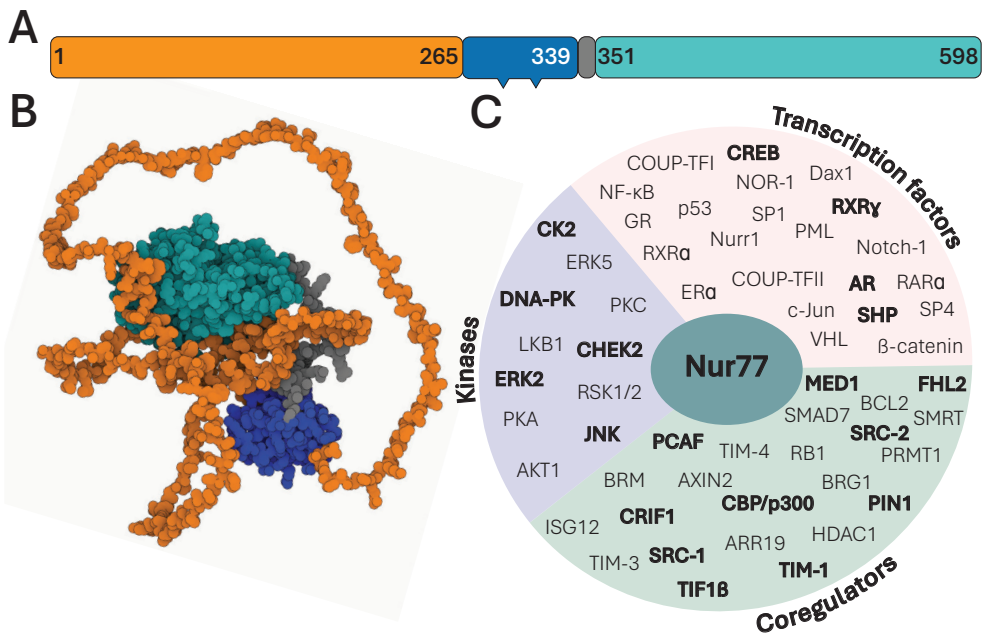 A
1 265 339 351 598
B
C
Transcription factors
COUP-TFI
CREB
Dax1
NF-κB
NOR-1
GR
p53
SP1
RXRγ
RXRɑ
Nurr1
PML
Notch-1
ERɑ
COUP-TFII
AR
RARɑ
c-Jun
SHP
SP4
VHL
ß-catenin
Kinases
CK2
ERK5
DNA-PK
PKC
LKB1
CHEK2
ERK2
RSK1/2
PKA
JNK
AKT1
Nur77
MED1
FHL2
BCL2
SMAD7
SMRT
SRC-2
PCAF
TIM-4
RB1
PRMT1
BRM
AXIN2
BRG1
CBP/p300
PIN1
ISG12
CRIF1
ARR19
HDAC1
TIM-3
SRC-1
TIM-1
TIF1ß
Coregulators